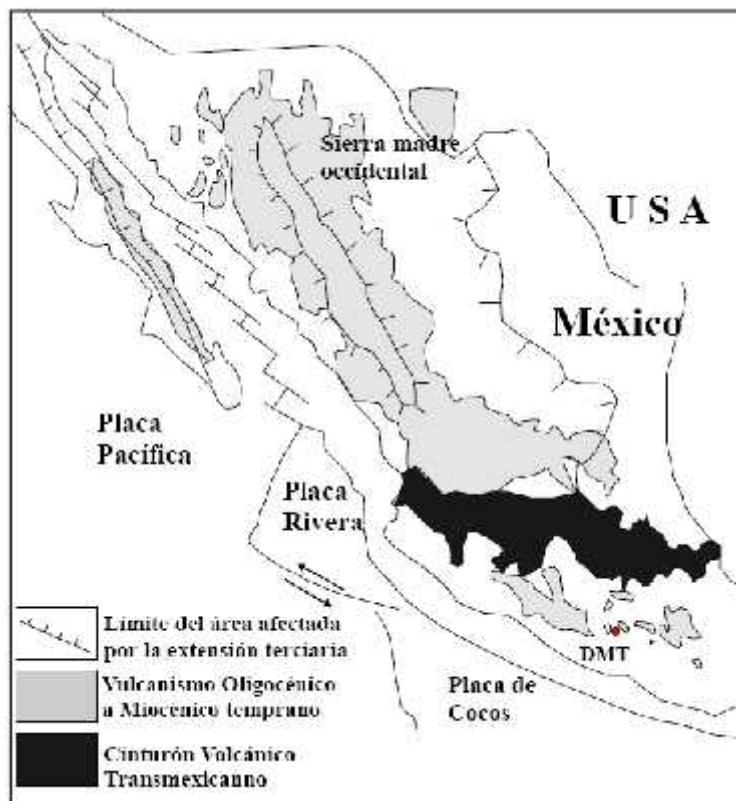 Sierra madre
occidental
U S A
México
Placa
Pacífica
Placa
Rivera
DMT
Placa de
Cocos
Límite del área afectada
por la extensión terciaria
Vulcanismo Oligocénico
a Miocénico temprano
Cinturón Volcánico
Transmexicanno